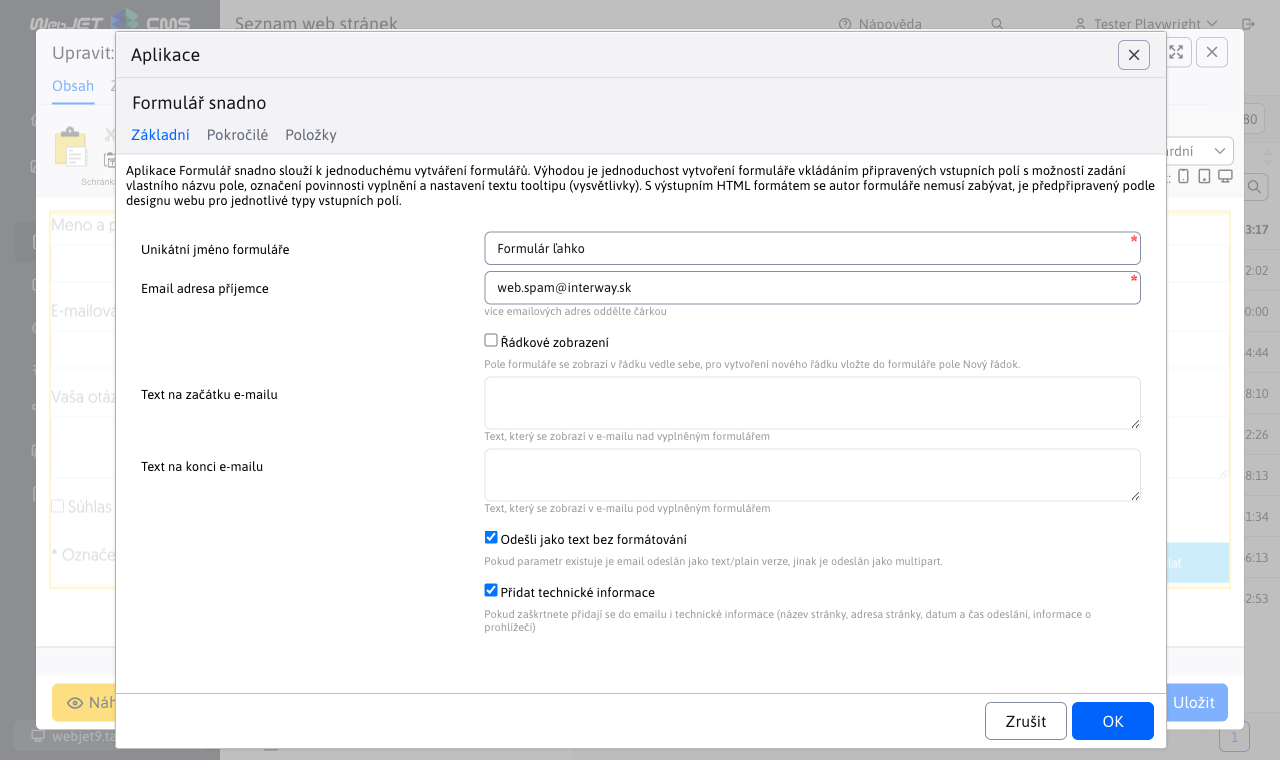 WebJET CMS
Seznam web stránek
Nápověda
Tester Playwright
Upravit:
Aplikace
Obsah
Formulář snadno
Základní Pokročilé Položky
80
rdní
Schránka
Aplikace Formulář snadno slouží k jednoduchému vytváření formulářů. Výhodou je jednoduchost vytvoření formuláře vkládáním připravených vstupních polí s možností zadání
vlastního názvu pole, označení povinnosti vyplnění a nastavení textu tooltipu (vysvětlivky). S výstupním HTML formátem se autor formuláře nemusí zabývat, je předpřipravený podle
designu webu pro jednotlivé typy vstupních polí.
Meno a p
3:17
Unikátní jméno formuláře
Formulár ľahko
*
2:02
Email adresa příjemce
web.spam@interway.sk
*
více emailových adres oddělte čárkou
E-mailová
0:00
Řádkové zobrazení
4:44
Pole formuláře se zobrazí v řádku vedle sebe, pro vytvoření nového řádku vložte do formuláře pole Nový řádok.
Vaša otáz
Text na začátku e-mailu
8:10
Text, který se zobrazí v e-mailu nad vyplněným formulářem
2:26
Text na konci e-mailu
8:13
Text, který se zobrazí v e-mailu pod vyplněným formulářem
Súhlas
1:34
Odešli jako text bez formátování
* Označe
Pokud parametr existuje je email odeslán jako text/plain verze, jinak je odeslán jako multipart.
6:13
Přidat technické informace
2:53
Pokud zaškrtnete přidají se do emailu i technické informace (název stránky, adresa stránky, datum a čas odeslání, informace o
prohlížeči)
Náh
Uložit
Zrušit
OK
webjet9.ta
1